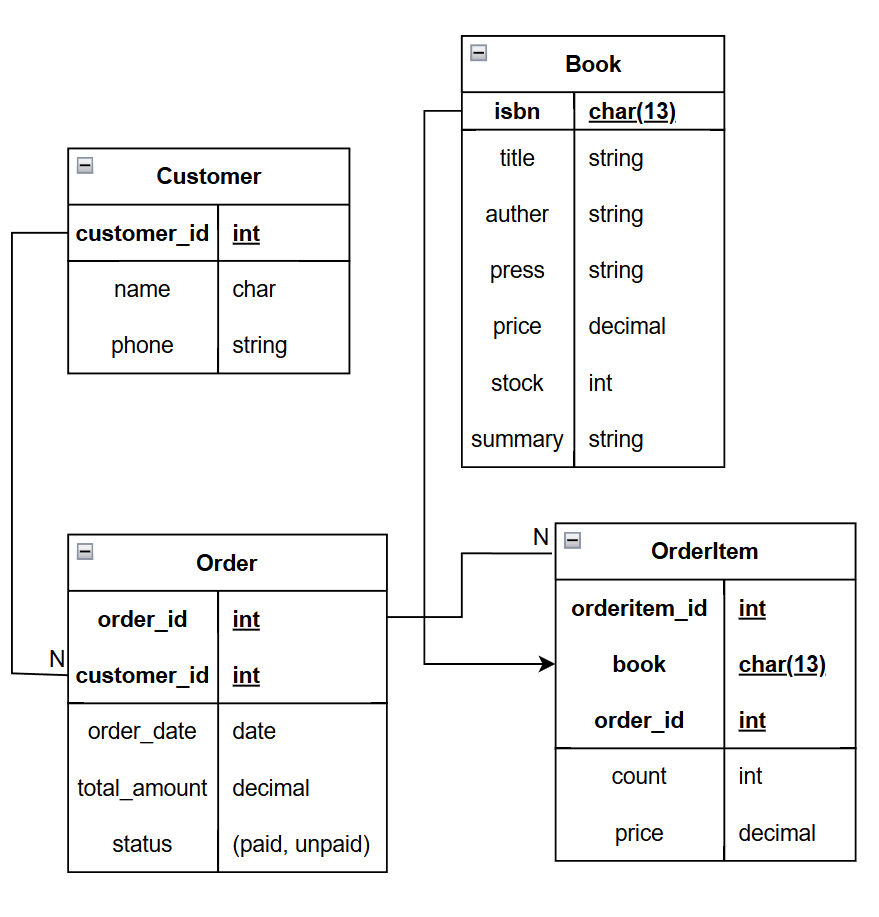 Book
isbn char(13)
title string
auther string
press string
price decimal
stock int
summary string
Customer
customer_id int
name char
phone string
Order
order_id int
N
customer_id int
order_date date
total_amount decimal
status (paid, unpaid)
N
OrderItem
orderitem_id int
book char(13)
order_id int
count int
price decimal